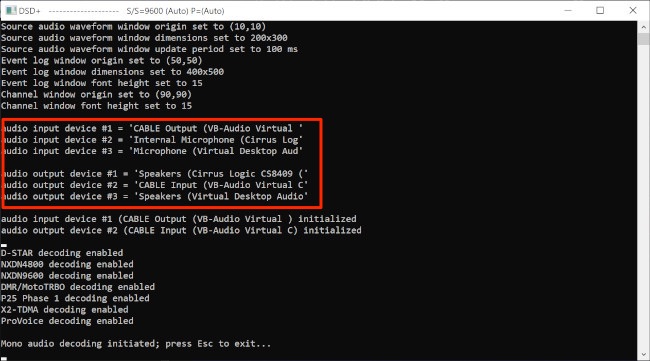 DSD+ -------------------- S/S=9600 (Auto) P=(Auto)
Source audio waveform window origin set to (10,10)
Source audio waveform window dimensions set to 200x300
Source audio waveform window update period set to 100 ms
Event log window origin set to (50,50)
Event log window dimensions set to 400x500
Event log window font height set to 15
Channel window origin set to (90,90)
Channel window font height set to 15
audio input device #1 = 'CABLE Output (VB-Audio Virtual '
audio input device #2 = 'Internal Microphone (Cirrus Log'
audio input device #3 = 'Microphone (Virtual Desktop Aud'
audio output device #1 = 'Speakers (Cirrus Logic CS8409 ('
audio output device #2 = 'CABLE Input (VB-Audio Virtual C'
audio output device #3 = 'Speakers (Virtual Desktop Audio'
audio input device #1 (CABLE Output (VB-Audio Virtual ) initialized
audio output device #2 (CABLE Input (VB-Audio Virtual C) initialized
D-STAR decoding enabled
NXDN4800 decoding enabled
NXDN9600 decoding enabled
DMR/MotoTRBO decoding enabled
P25 Phase 1 decoding enabled
X2-TDMA decoding enabled
ProVoice decoding enabled
Mono audio decoding initiated; press Esc to exit...